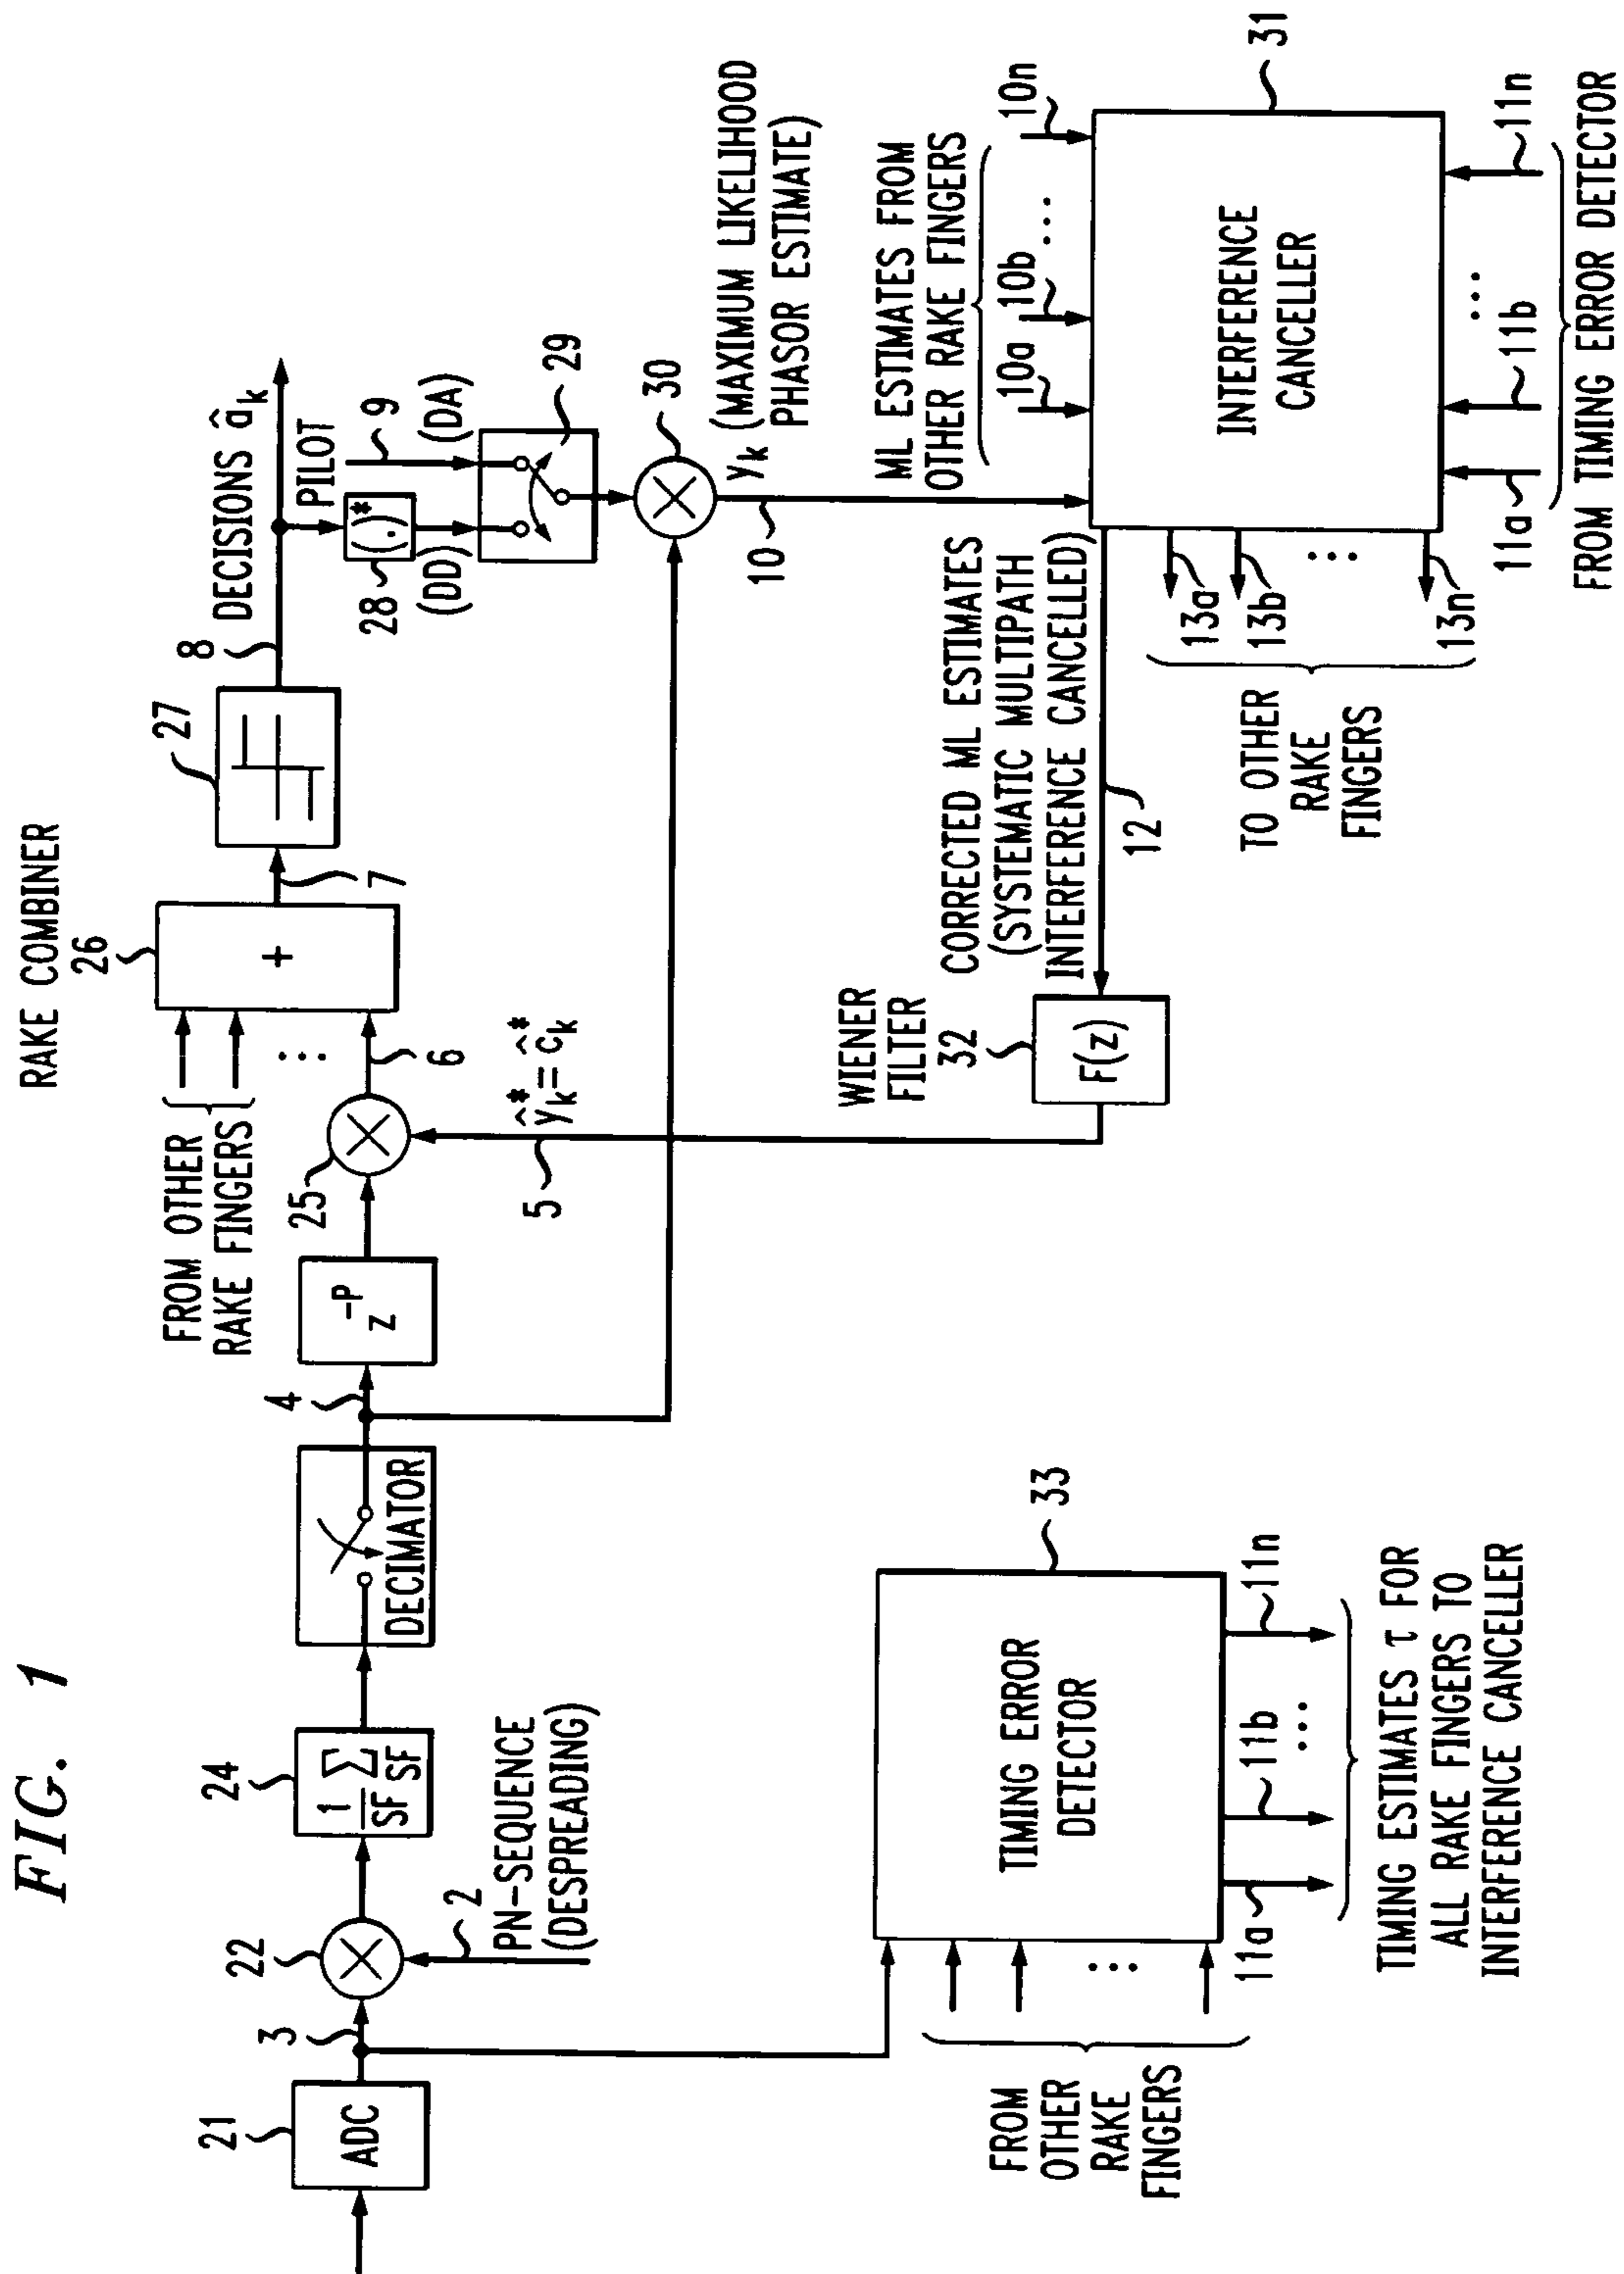 FIG. 1
21
ADC
3
22
2
PN-SEQUENCE
(DESPREADING)
24
1/SF Σ SF
DECIMATOR
4
z^-P
25
5
ŷ*k = ĉ*k
6
FROM OTHER
RAKE FINGERS
RAKE COMBINER
26
+
7
27
8
DECISIONS âk
PILOT
28
(·)*
(DD)
9
(DA)
29
30
yk
(MAXIMUM LIKELIHOOD
PHASOR ESTIMATE)
10
ML ESTIMATES FROM
OTHER RAKE FINGERS
10a
10b
...
10n
INTERFERENCE
CANCELLER
31
11a
11b
...
11n
FROM TIMING ERROR DETECTOR
13a
13b
...
13n
TO OTHER
RAKE
FINGERS
CORRECTED ML ESTIMATES
(SYSTEMATIC MULTIPATH
INTERFERENCE CANCELLED)
12
WIENER
FILTER
32
F(z)
33
TIMING ERROR
DETECTOR
FROM
OTHER
RAKE
FINGERS
11a
11b
...
11n
TIMING ESTIMATES τ FOR
ALL RAKE FINGERS TO
INTERFERENCE CANCELLER